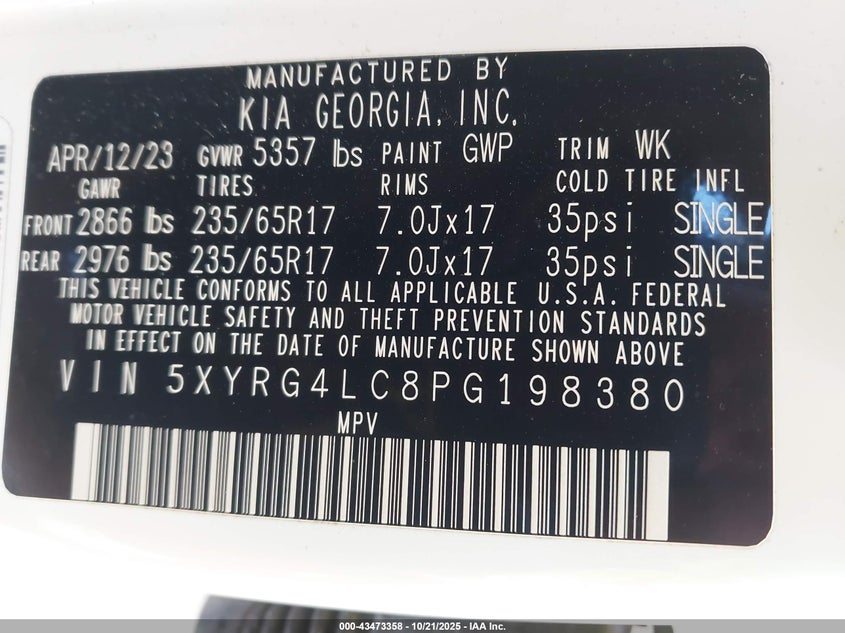 MANUFACTURED BY
KIA GEORGIA, INC.
APR/12/23 GVWR 5357 lbs PAINT GWP TRIM WK
GAWR TIRES RIMS COLD TIRE INFL
FRONT 2866 lbs 235/65R17 7.0Jx17 35psi SINGLE
REAR 2976 lbs 235/65R17 7.0Jx17 35psi SINGLE
THIS VEHICLE CONFORMS TO ALL APPLICABLE U.S.A. FEDERAL
MOTOR VEHICLE SAFETY AND THEFT PREVENTION STANDARDS
IN EFFECT ON THE DATE OF MANUFACTURE SHOWN ABOVE
VIN 5XYRG4LC8PG198380
MPV
000-43473358 - 10/21/2025 - IAA Inc.